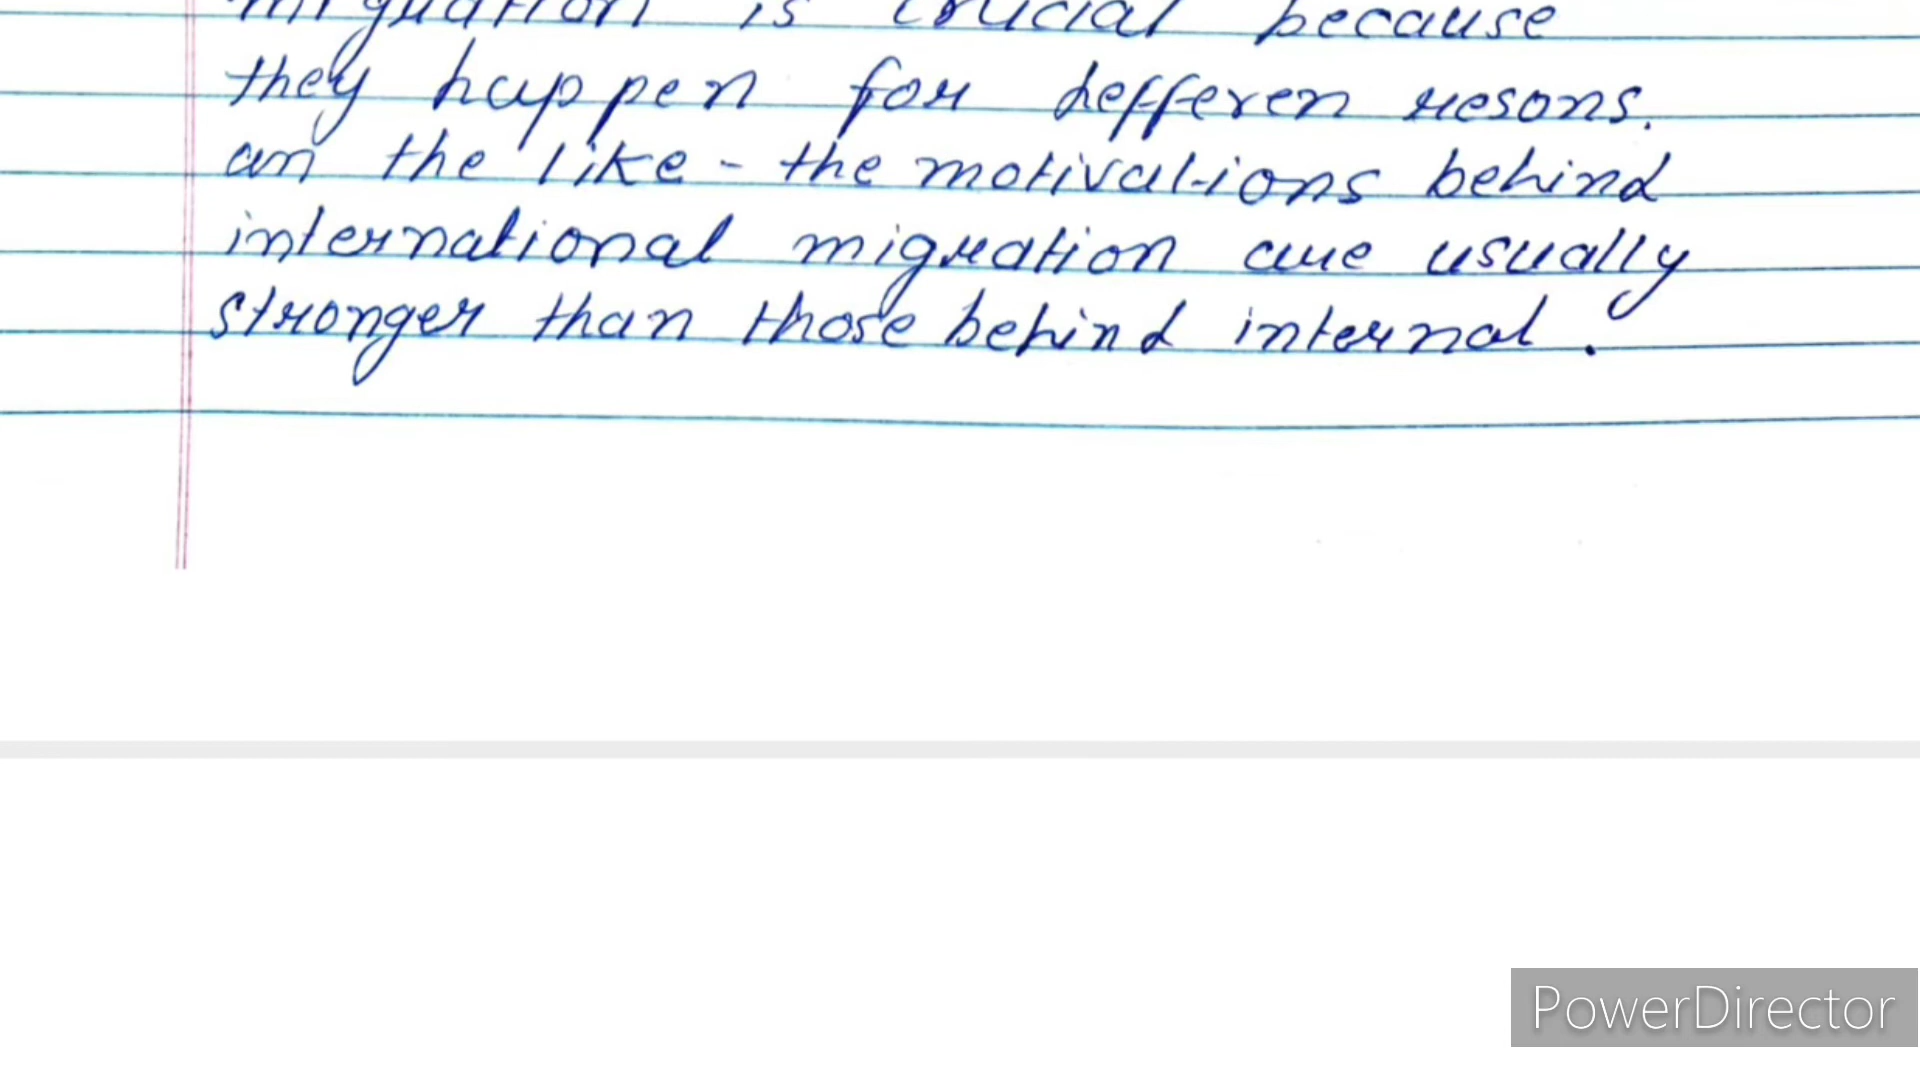 migration is crucial because
they happen for defferen resons.
an the like - the motivations behind
international migration are usually
stronger than those behind internal.
PowerDirector